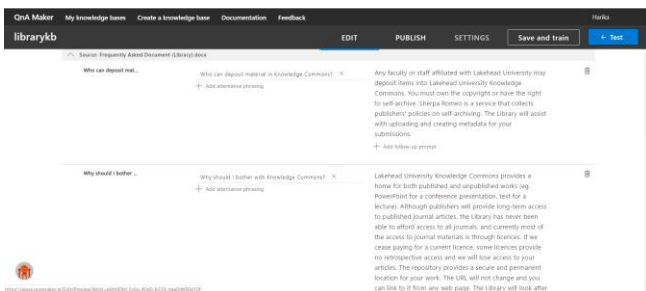 QnA Maker My knowledge bases Create a knowledge base Documentation Feedback Harika
librarykb EDIT PUBLISH SETTINGS Save and train ← Test
Source: Frequently Asked Document (Library).docx
Who can deposit mat...
Who can deposit material in Knowledge Commons? ×
+ Add alternative phrasing
Any faculty or staff affiliated with Lakehead University may
deposit items into Lakehead University Knowledge
Commons. You must own the copyright or have the right
to self-archive. Sherpa Romeo is a service that collects
publishers' policies on self-archiving. The Library will assist
with uploading and creating metadata for your
submissions.
+ Add follow-up prompt
Why should I bother ...
Why should I bother with Knowledge Commons? ×
+ Add alternative phrasing
Lakehead University Knowledge Commons provides a
home for both published and unpublished works (eg.
PowerPoint for a conference presentation, text for a
lecture). Although publishers will provide long-term access
to published journal articles, the Library has never been
able to afford access to all journals, and currently most of
the access to journal materials is through licences. If we
cease paying for a current licence, some licences provide
no retrospective access and we will lose access to your
articles. The repository provides a secure and permanent
location for your work. The URL will not change and you
can link to it from any web page. The Library will look after